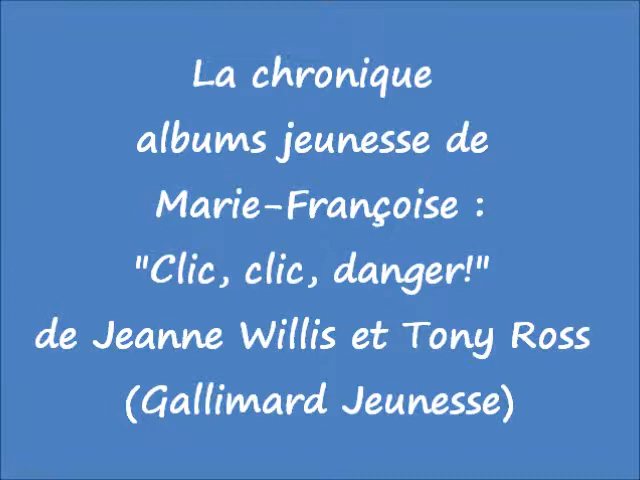 La chronique
albums jeunesse de
Marie-Françoise :
"Clic, clic, danger!"
de Jeanne Willis et Tony Ross
(Gallimard Jeunesse)